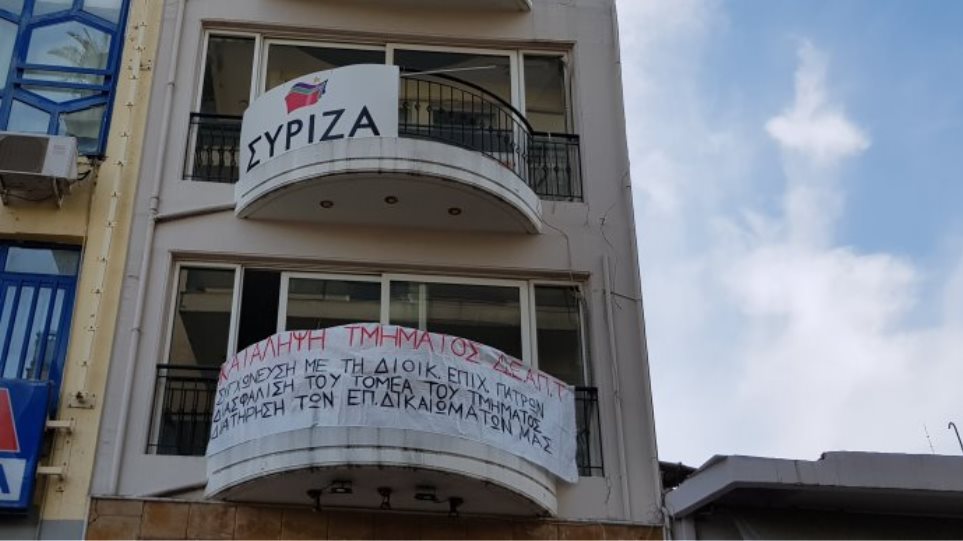 ΣΥΡΙΖΑ
ΚΑΤΑΛΗΨΗ ΤΜΗΜΑΤΟΣ ΔΕΑΠ.Τ
ΣΥΓΧΩΝΕΥΣΗ ΜΕ ΤΗ ΔΙΟΙΚ. ΕΠΙΧ. ΠΑΤΡΩΝ
ΔΙΑΣΦΑΛΙΣΗ ΤΟΥ ΤΟΜΕΑ ΤΟΥ ΤΜΗΜΑΤΟΣ
ΔΙΑΤΗΡΗΣΗ ΤΩΝ ΕΠ.ΔΙΚΑΙΩΜΑΤΩΝ ΜΑΣ